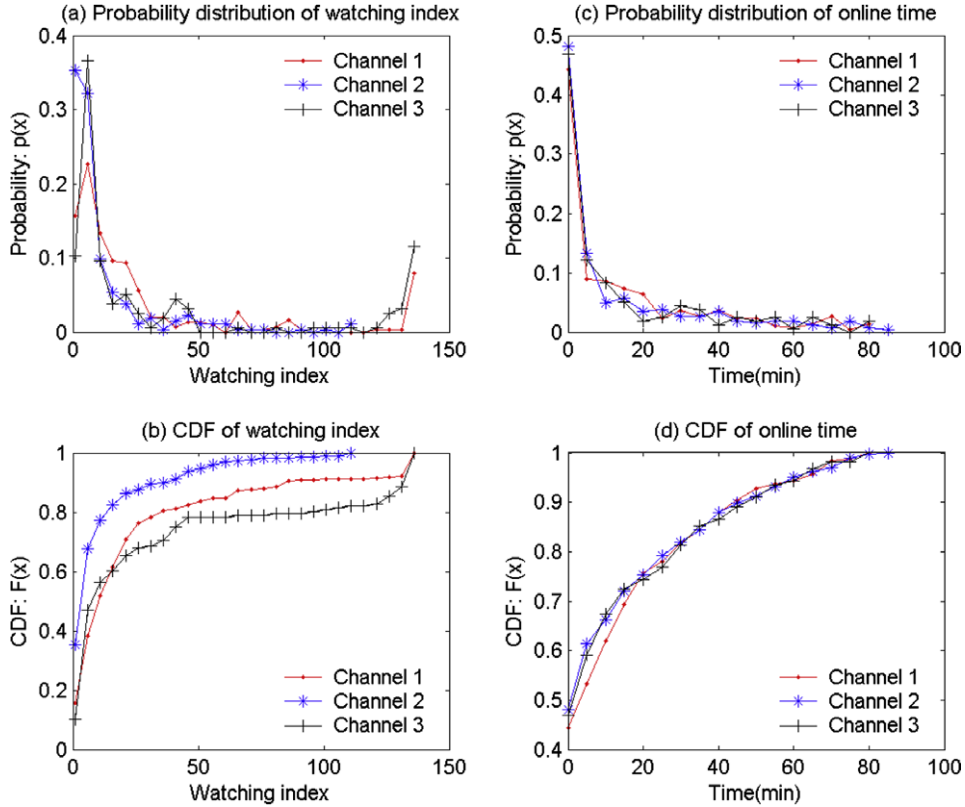 (a) Probability distribution of watching index
0.4
0.3
0.2
0.1
0
Probability: p(x)
Channel 1
Channel 2
Channel 3
0 50 100 150
Watching index
(c) Probability distribution of online time
0.5
0.4
0.3
0.2
0.1
0
Probability: p(x)
Channel 1
Channel 2
Channel 3
0 20 40 60 80 100
Time(min)
(b) CDF of watching index
1
0.8
0.6
0.4
0.2
0
CDF: F(x)
Channel 1
Channel 2
Channel 3
0 50 100 150
Watching index
(d) CDF of online time
1
0.9
0.8
0.7
0.6
0.5
0.4
CDF: F(x)
Channel 1
Channel 2
Channel 3
0 20 40 60 80 100
Time(min)